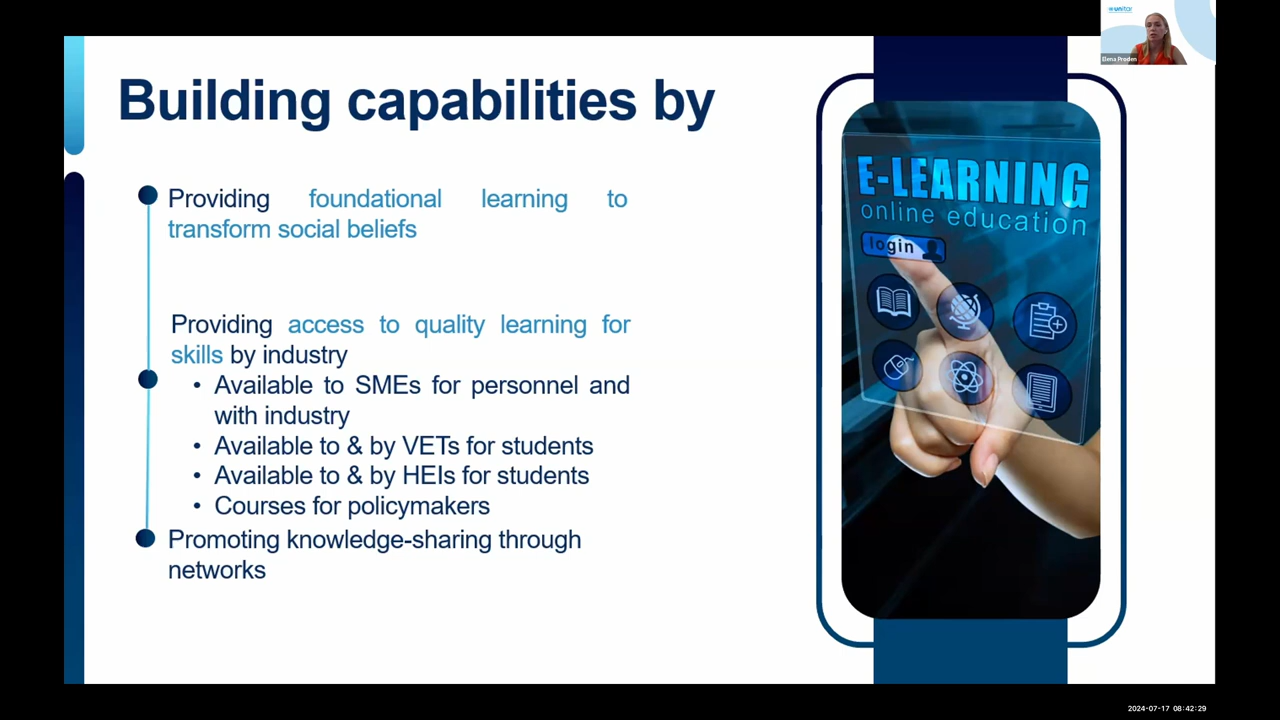 unitar
Elena Proden
Building capabilities by
Providing foundational learning to
transform social beliefs
Providing access to quality learning for
skills by industry
• Available to SMEs for personnel and
with industry
• Available to & by VETs for students
• Available to & by HEIs for students
• Courses for policymakers
Promoting knowledge-sharing through
networks
E-LEARNING
online education
login
2024-07-17 08:42:29